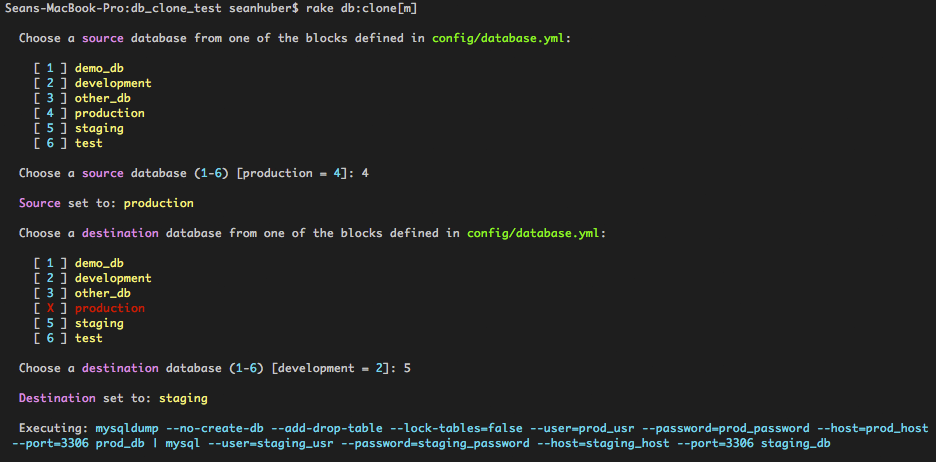 Seans-MacBook-Pro:db_clone_test seanhuber$ rake db:clone[m]
Choose a source database from one of the blocks defined in config/database.yml:
[ 1 ] demo_db
[ 2 ] development
[ 3 ] other_db
[ 4 ] production
[ 5 ] staging
[ 6 ] test
Choose a source database (1-6) [production = 4]: 4
Source set to: production
Choose a destination database from one of the blocks defined in config/database.yml:
[ 1 ] demo_db
[ 2 ] development
[ 3 ] other_db
[ X ] production
[ 5 ] staging
[ 6 ] test
Choose a destination database (1-6) [development = 2]: 5
Destination set to: staging
Executing: mysqldump --no-create-db --add-drop-table --lock-tables=false --user=prod_usr --password=prod_password --host=prod_host
--port=3306 prod_db | mysql --user=staging_usr --password=staging_password --host=staging_host --port=3306 staging_db